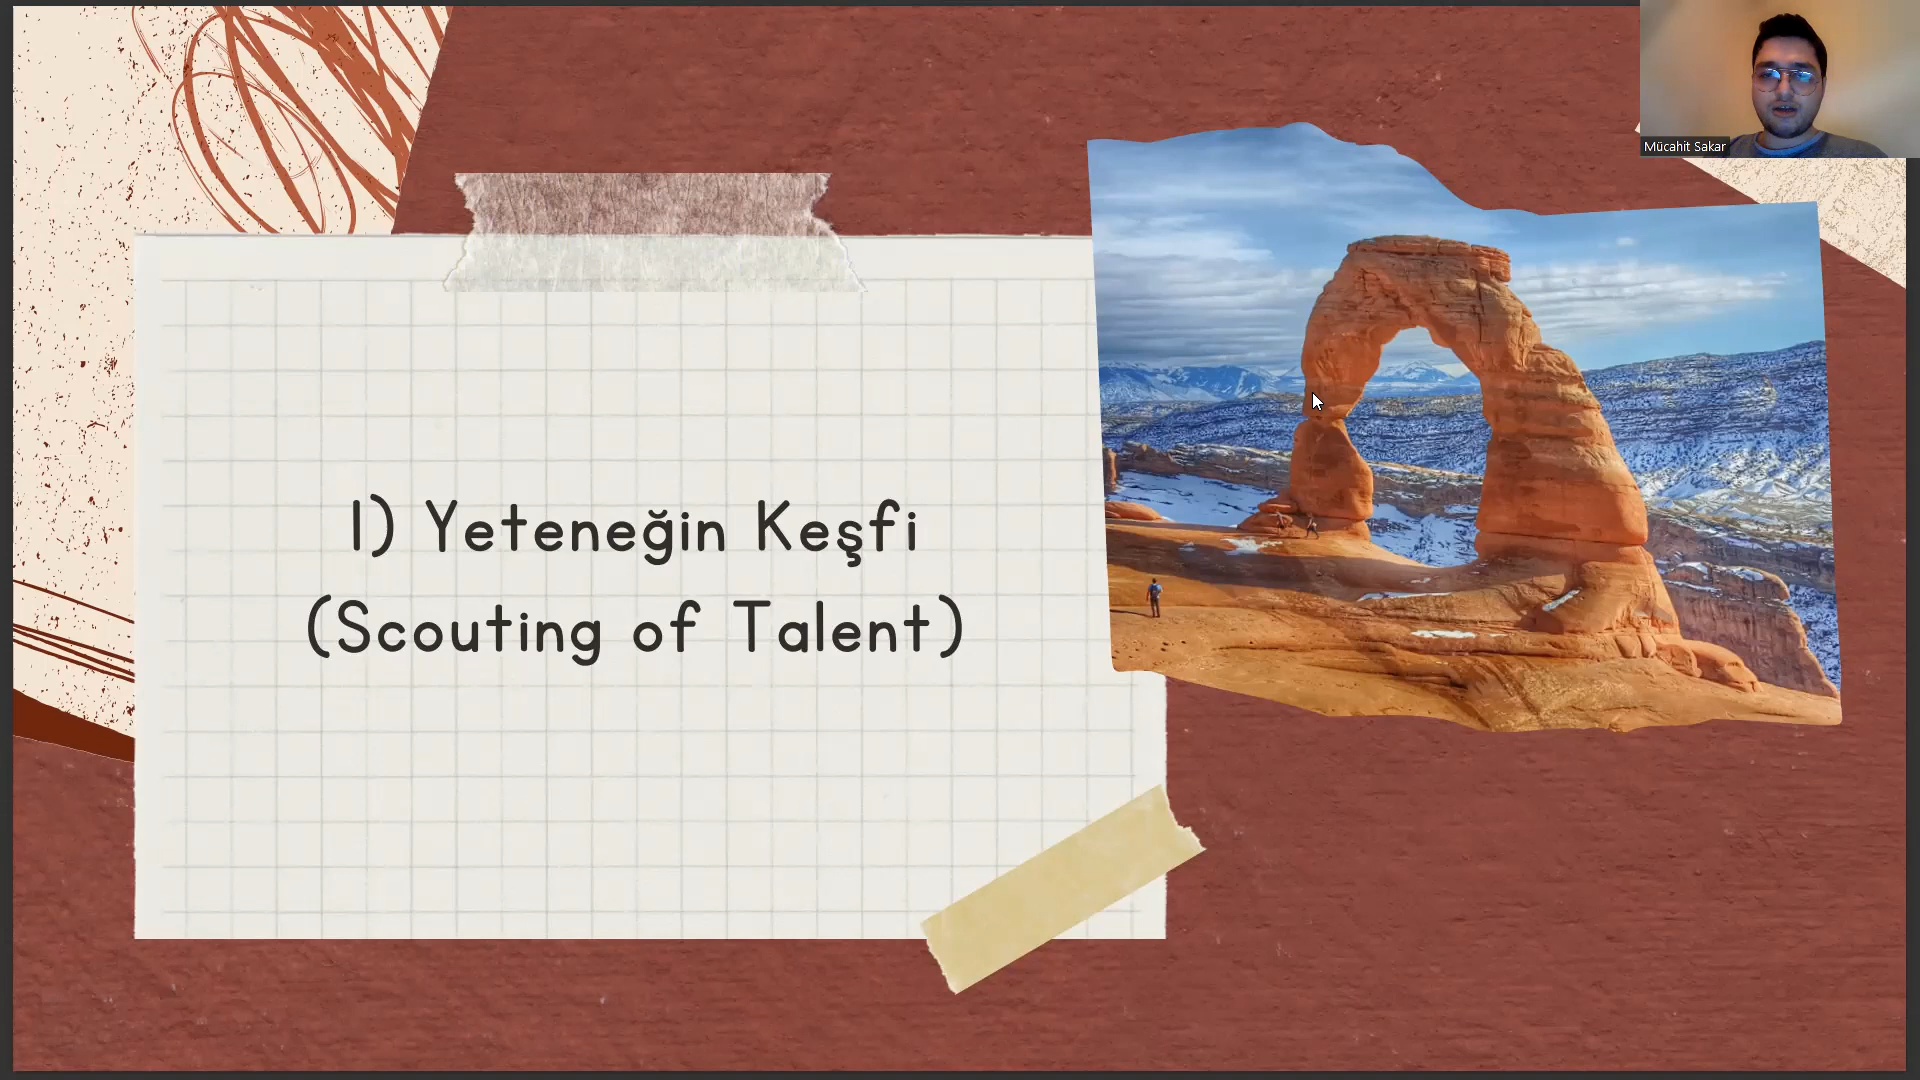 1) Yeteneğin Keşfi
(Scouting of Talent)
Mücahit Sakar